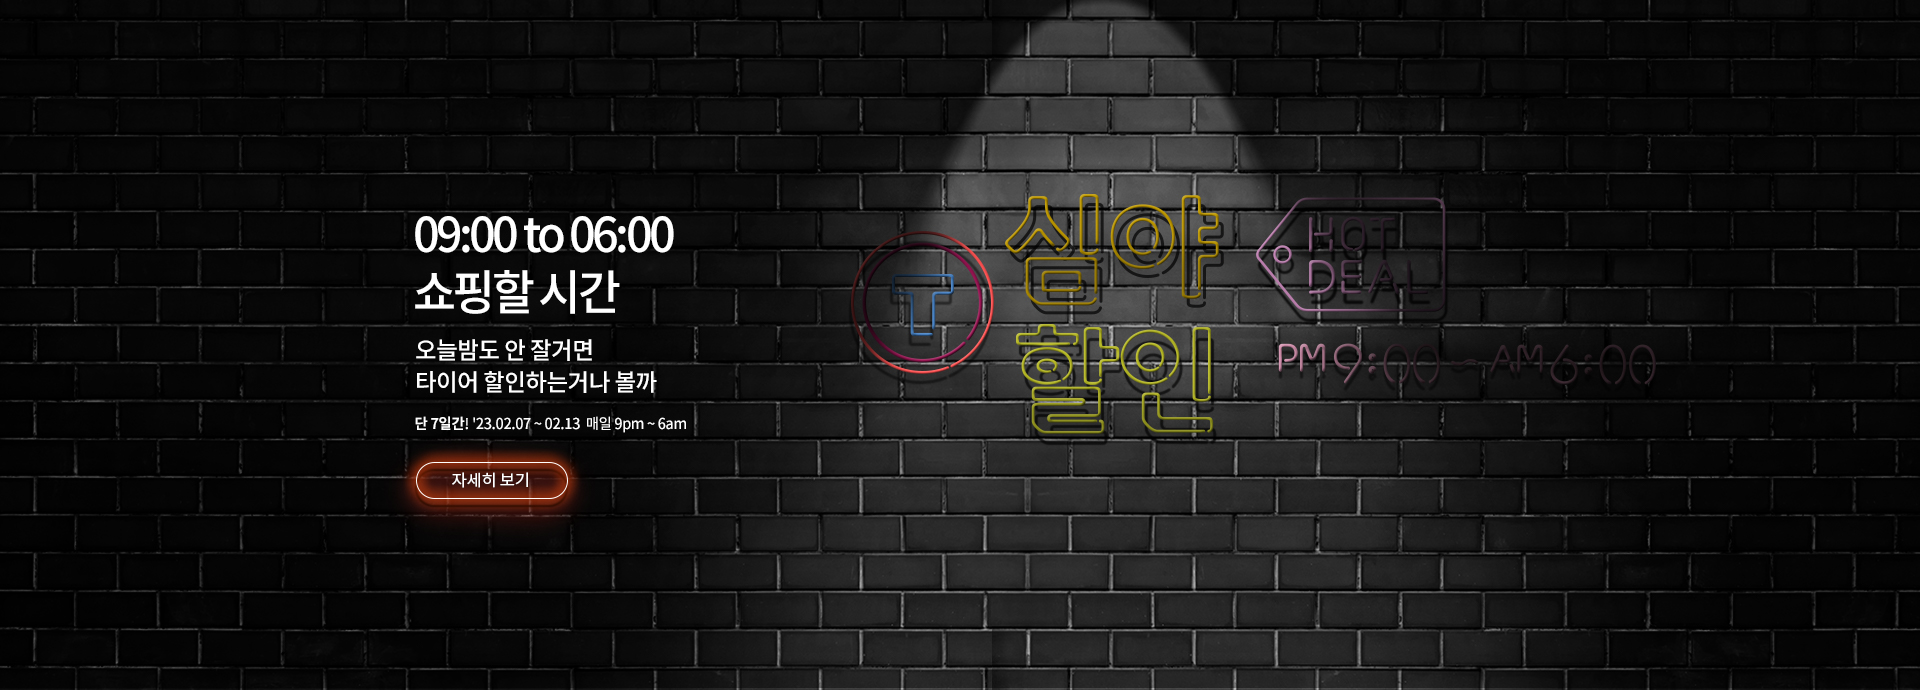 09:00 to 06:00
쇼핑할 시간
오늘밤도 안 잘거면
타이어 할인하는거나 볼까
단 7일간! '23.02.07 ~ 02.13 매일 9pm ~ 6am
자세히 보기
T
심야
할인
HOT
DEAL
PM 9:00 ~ AM 6:00